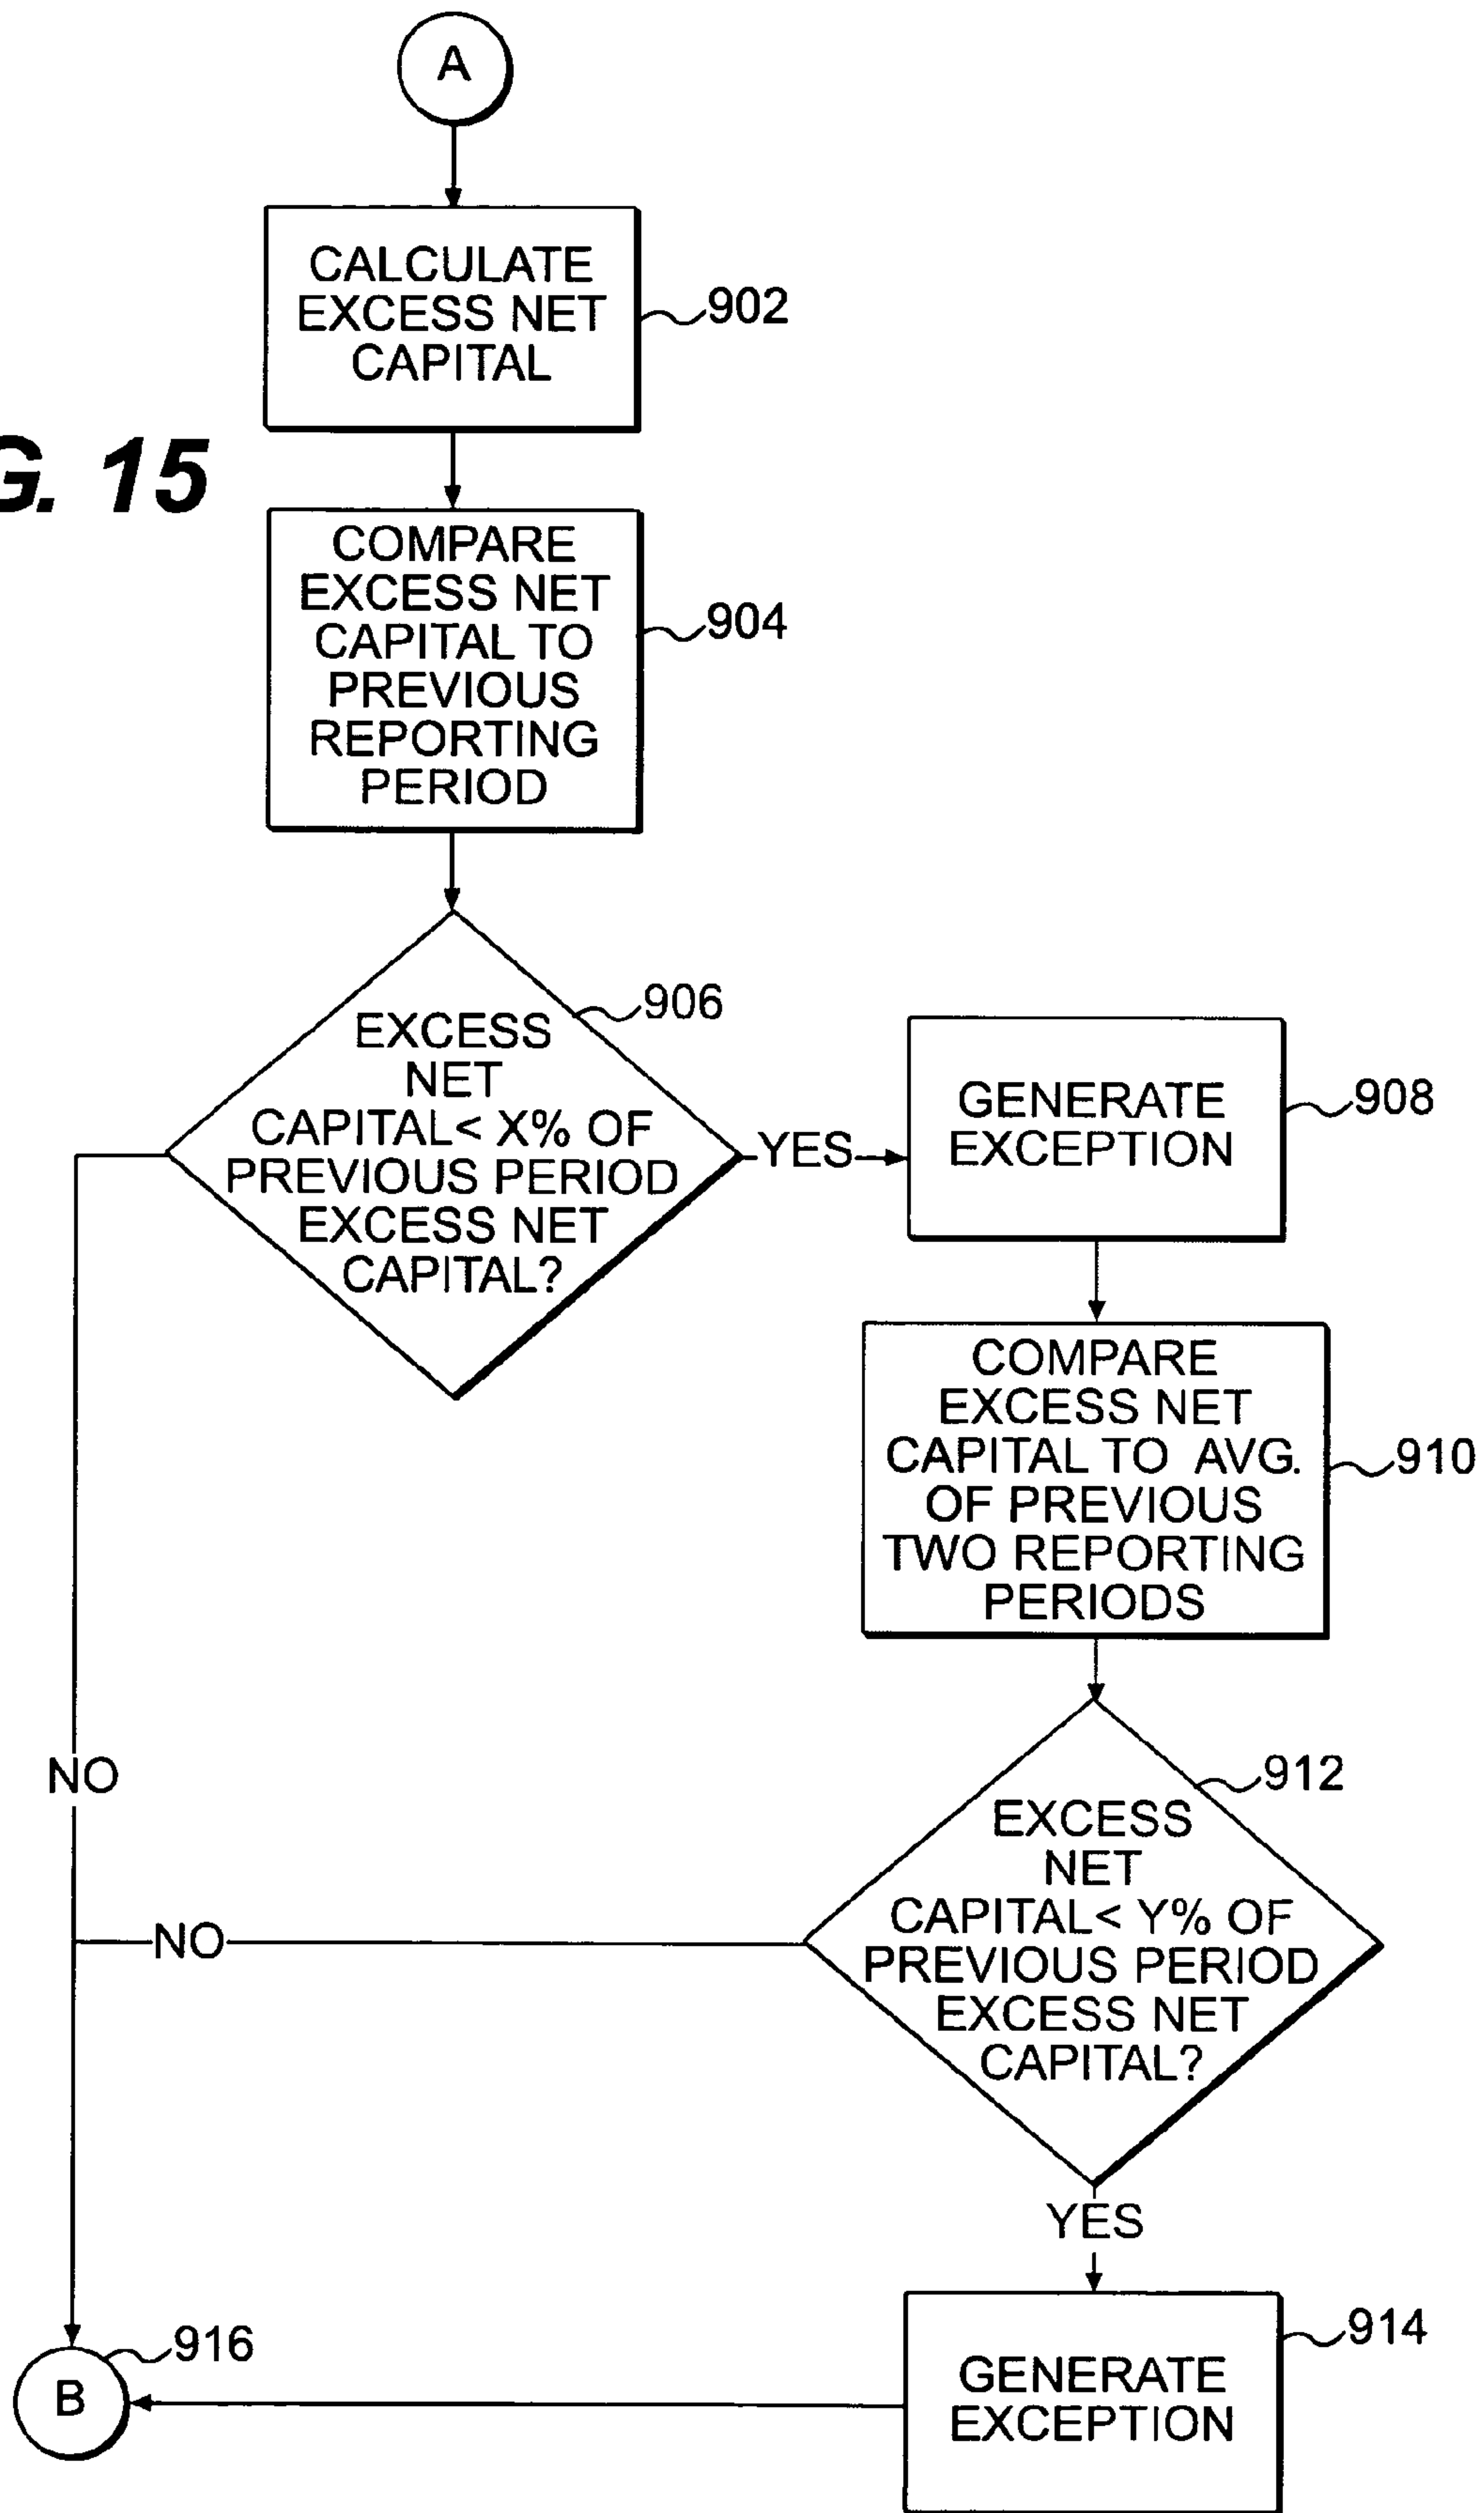 A
CALCULATE
EXCESS NET
CAPITAL
902
G. 15
COMPARE
EXCESS NET
CAPITAL TO
PREVIOUS
REPORTING
PERIOD
904
906
EXCESS
NET
CAPITAL< X% OF
PREVIOUS PERIOD
EXCESS NET
CAPITAL?
YES
GENERATE
EXCEPTION
908
COMPARE
EXCESS NET
CAPITAL TO AVG.
OF PREVIOUS
TWO REPORTING
PERIODS
910
NO
912
EXCESS
NET
CAPITAL< Y% OF
PREVIOUS PERIOD
EXCESS NET
CAPITAL?
NO
YES
GENERATE
EXCEPTION
914
916
B